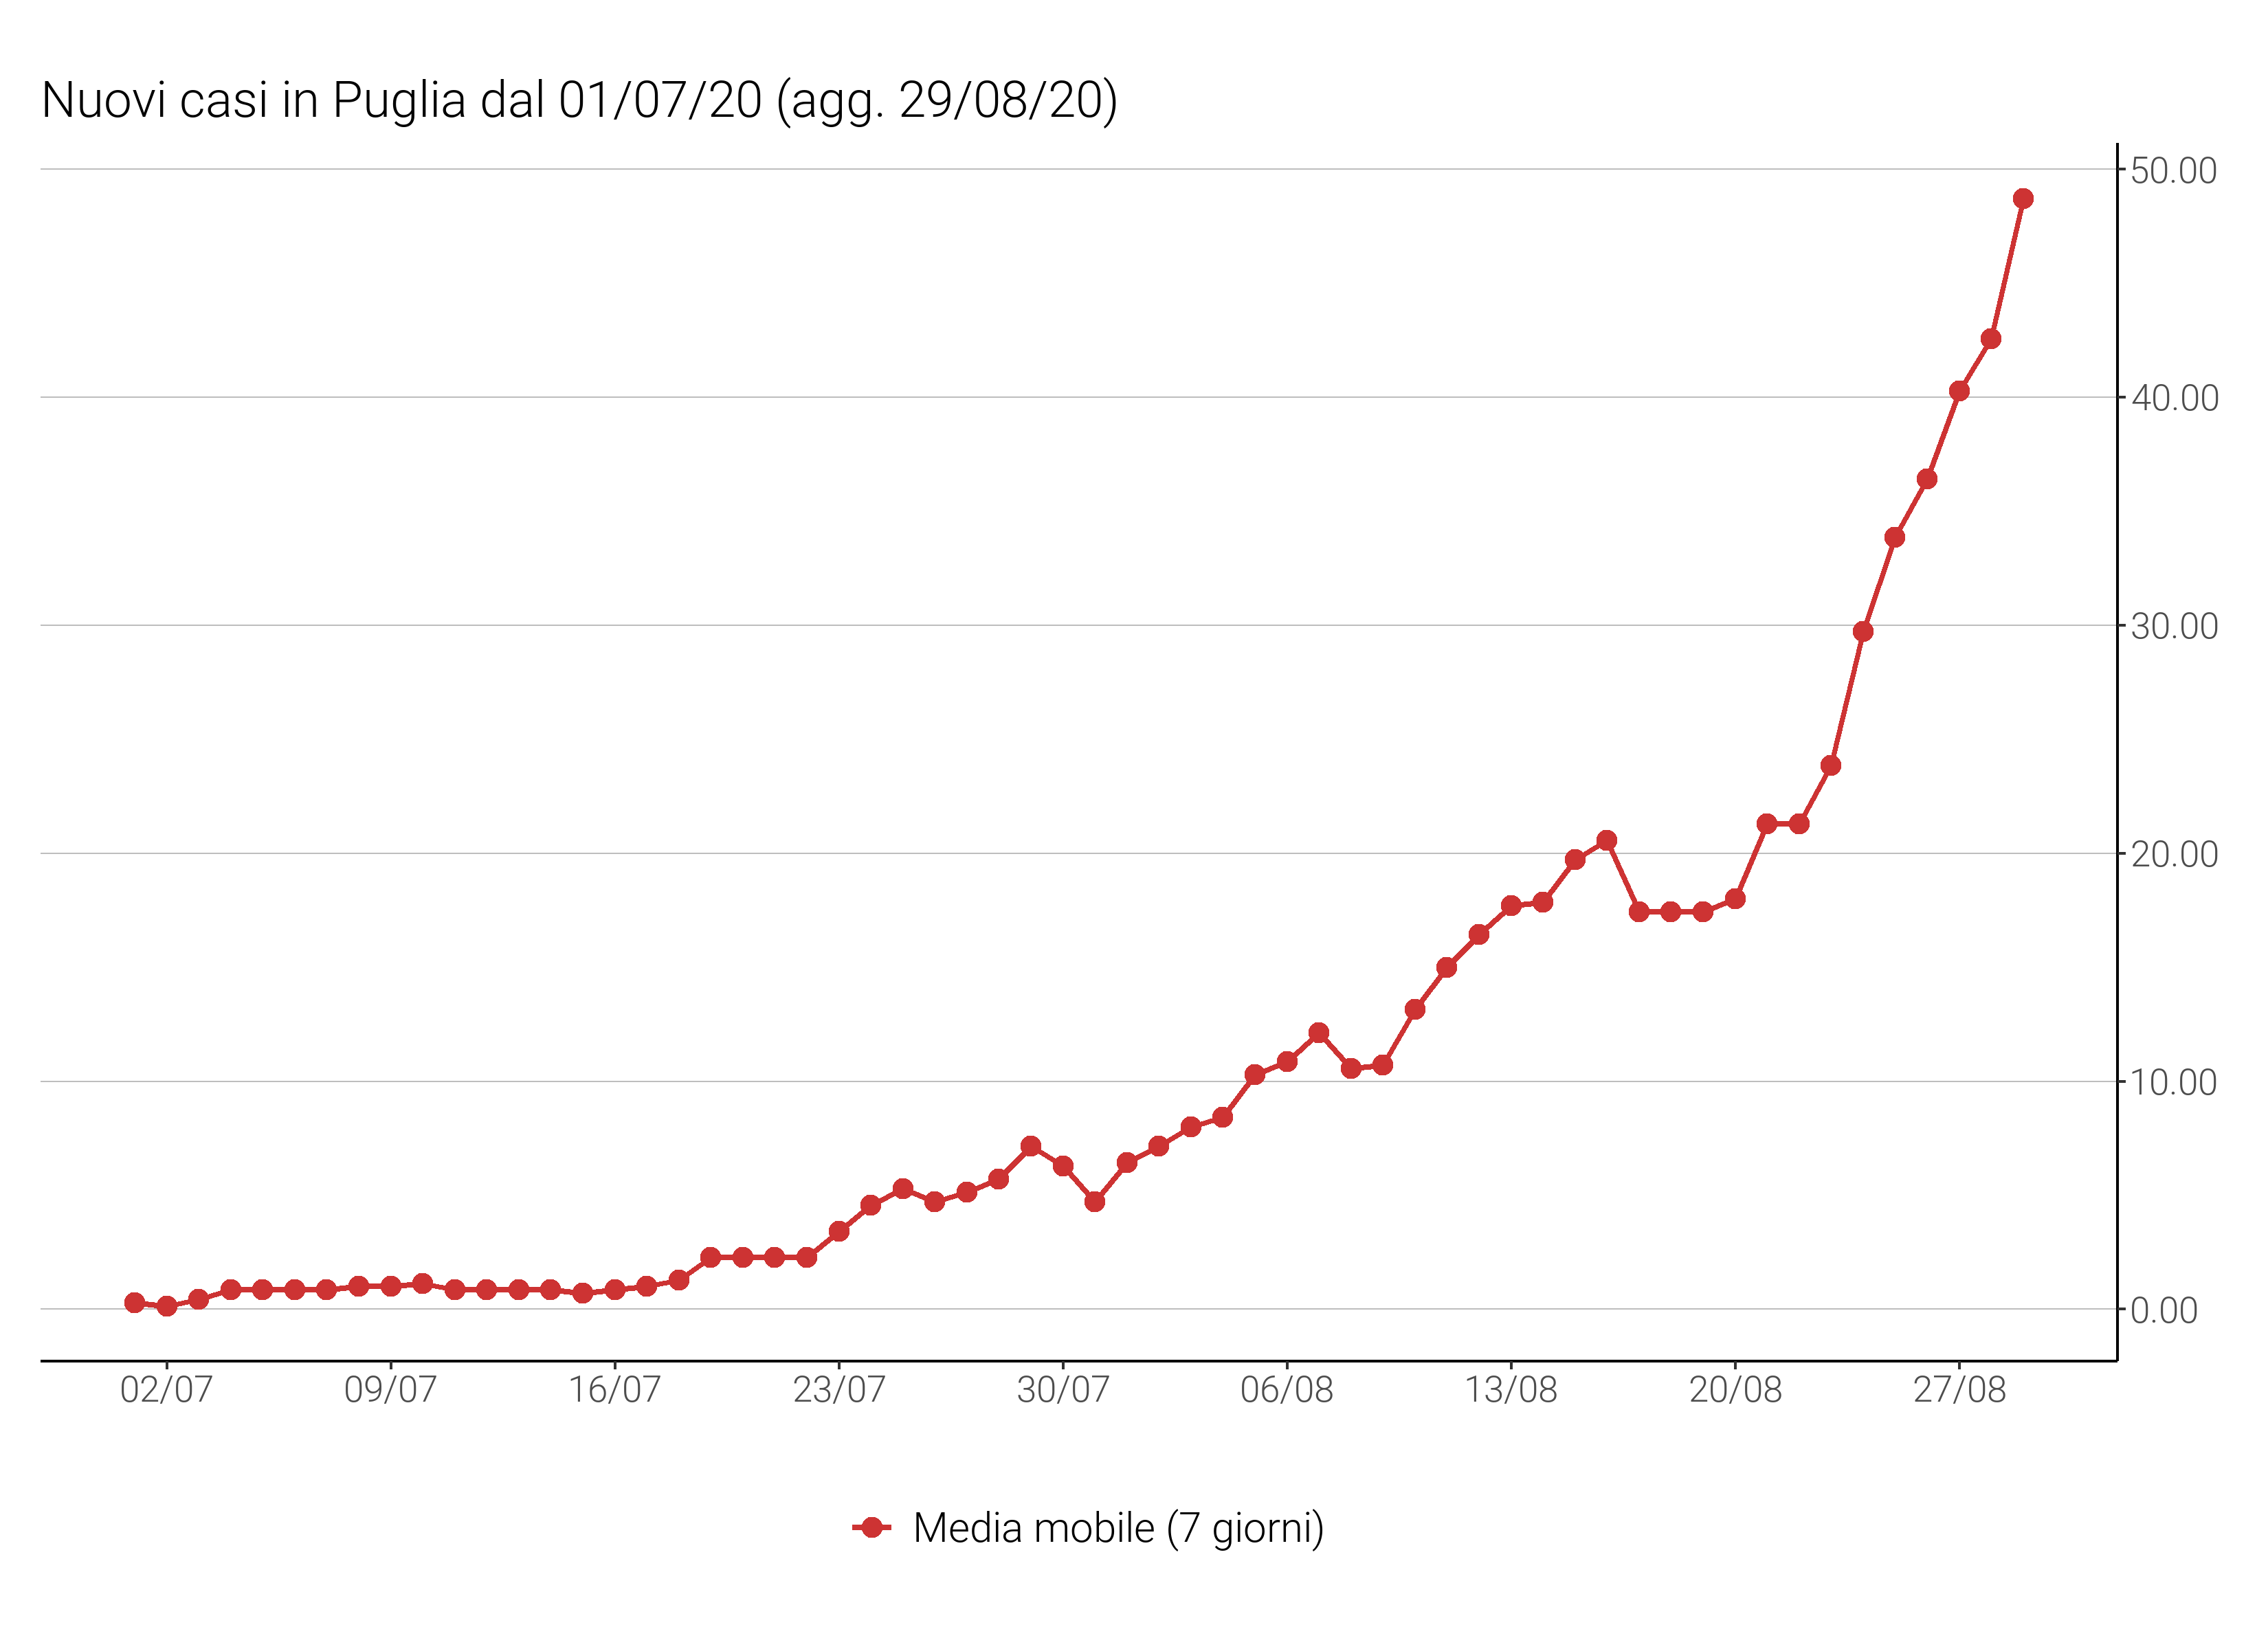 Nuovi casi in Puglia dal 01/07/20 (agg. 29/08/20)
50.00
40.00
30.00
20.00
10.00
0.00
02/07 09/07 16/07 23/07 30/07 06/08 13/08 20/08 27/08
Media mobile (7 giorni)